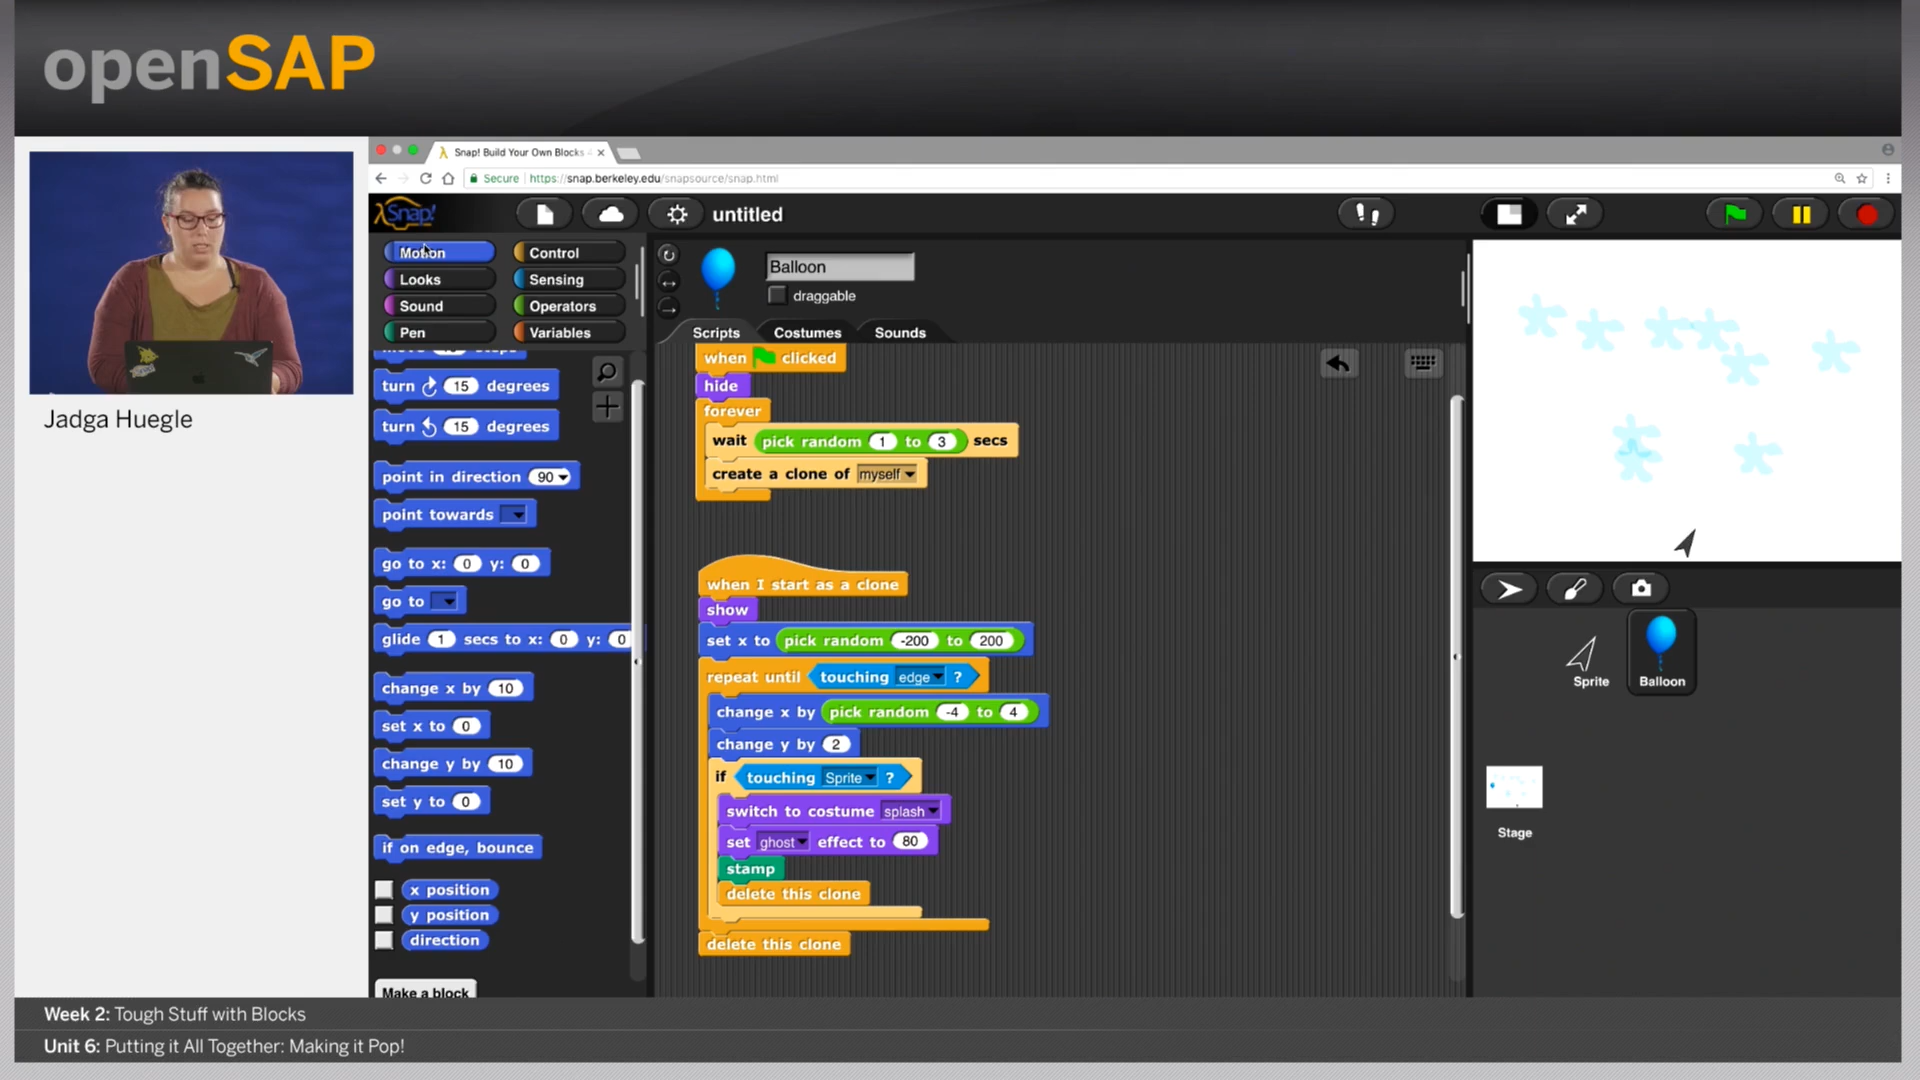 openSAP
Snap! Build Your Own Blocks
Secure
https://snap.berkeley.edu/snapsource/snap.html
Snap!
untitled
Motion
Control
Looks
Sensing
Sound
Operators
Pen
Variables
Balloon
draggable
Scripts
Costumes
Sounds
turn 15 degrees
turn 15 degrees
point in direction 90
point towards
go to x: 0 y: 0
go to
glide 1 secs to x: 0 y: 0
change x by 10
set x to 0
change y by 10
set y to 0
if on edge, bounce
x position
y position
direction
Make a block
when clicked
hide
forever
wait pick random 1 to 3 secs
create a clone of myself
when I start as a clone
show
set x to pick random -200 to 200
repeat until touching edge ?
change x by pick random -4 to 4
change y by 2
if touching Sprite ?
switch to costume splash
set ghost effect to 80
stamp
delete this clone
delete this clone
Sprite
Balloon
Stage
Jadga Huegle
Week 2: Tough Stuff with Blocks
Unit 6: Putting it All Together: Making it Pop!